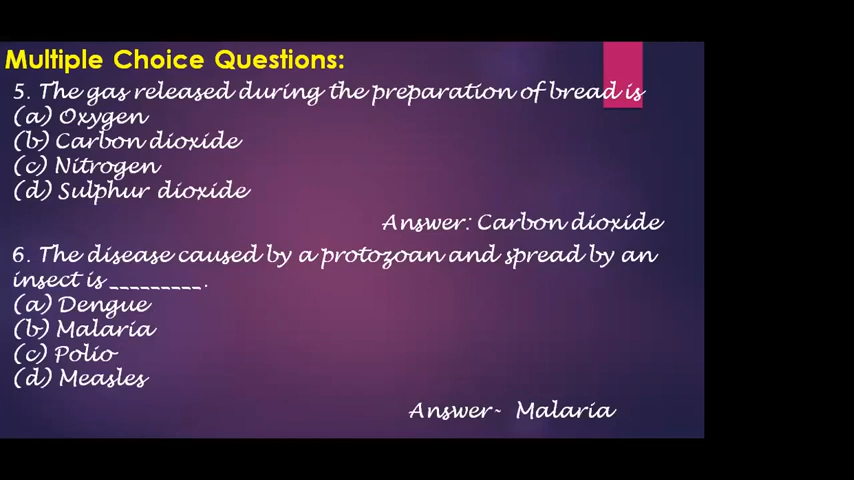 Multiple Choice Questions:
5. The gas released during the preparation of bread is
(a) Oxygen
(b) Carbon dioxide
(c) Nitrogen
(d) Sulphur dioxide
Answer: Carbon dioxide
6. The disease caused by a protozoan and spread by an
insect is _________.
(a) Dengue
(b) Malaria
(c) Polio
(d) Measles
Answer- Malaria